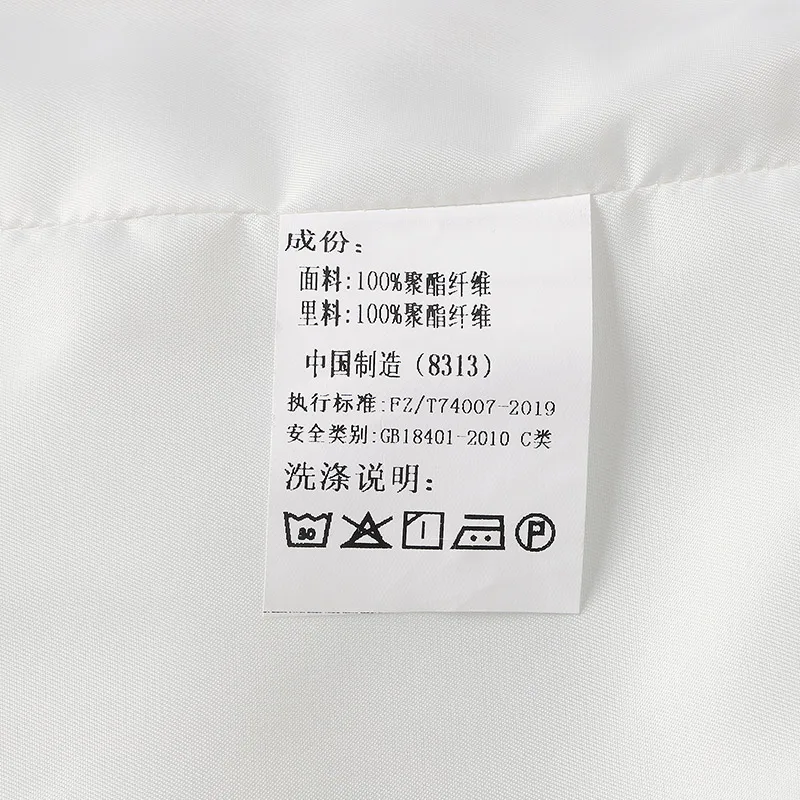 成份：
面料:100%聚酯纤维
里料:100%聚酯纤维
中国制造（8313）
执行标准:FZ/T74007-2019
安全类别:GB18401-2010 C类
洗涤说明：
30
P